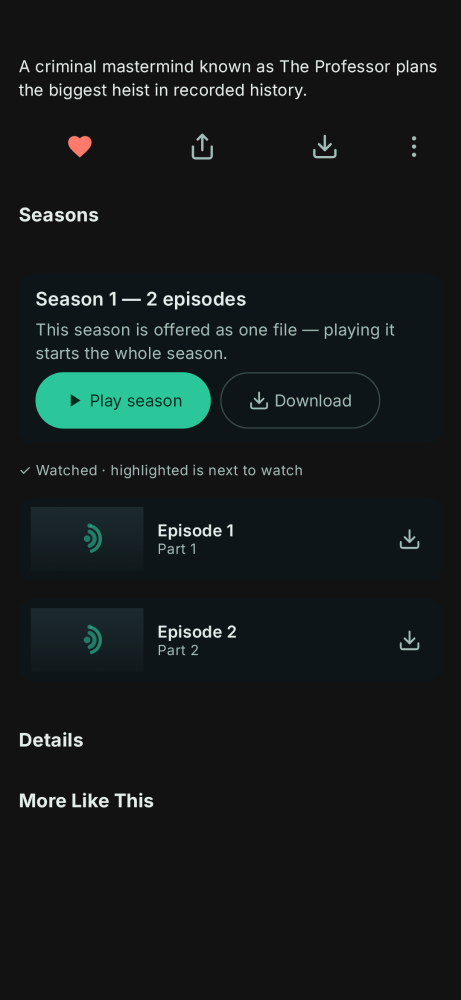 A criminal mastermind known as The Professor plans
the biggest heist in recorded history.
Seasons
Season 1 — 2 episodes
This season is offered as one file — playing it
starts the whole season.
Play season
Download
✓ Watched · highlighted is next to watch
Episode 1
Part 1
Episode 2
Part 2
Details
More Like This